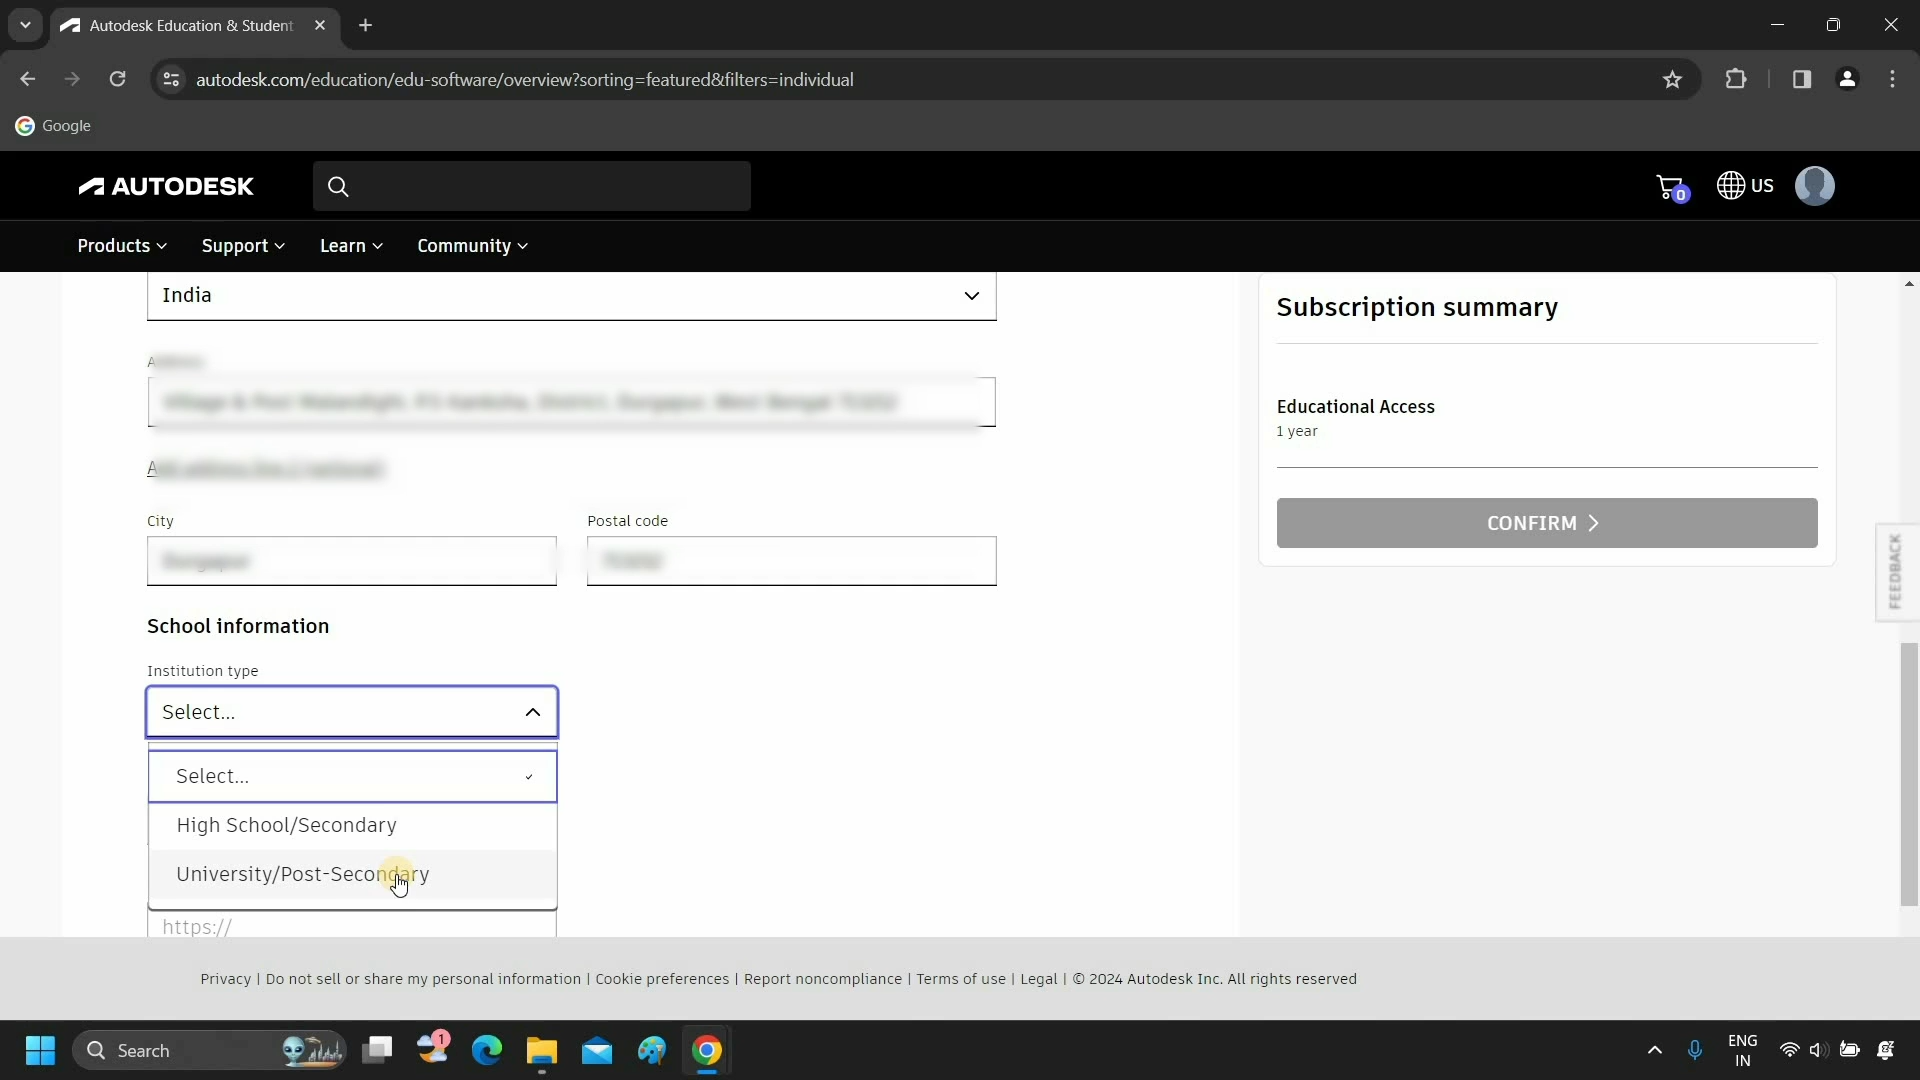 Autodesk Education & Student
autodesk.com/education/edu-software/overview?sorting=featured&filters=individual
Google
AUTODESK
0
US
Products
Support
Learn
Community
India
City
Postal code
School information
Institution type
Select...
Select...
High School/Secondary
University/Post-Secondary
https://
Subscription summary
Educational Access
1 year
CONFIRM
FEEDBACK
Privacy | Do not sell or share my personal information | Cookie preferences | Report noncompliance | Terms of use | Legal | © 2024 Autodesk Inc. All rights reserved
Search
1
ENG
IN